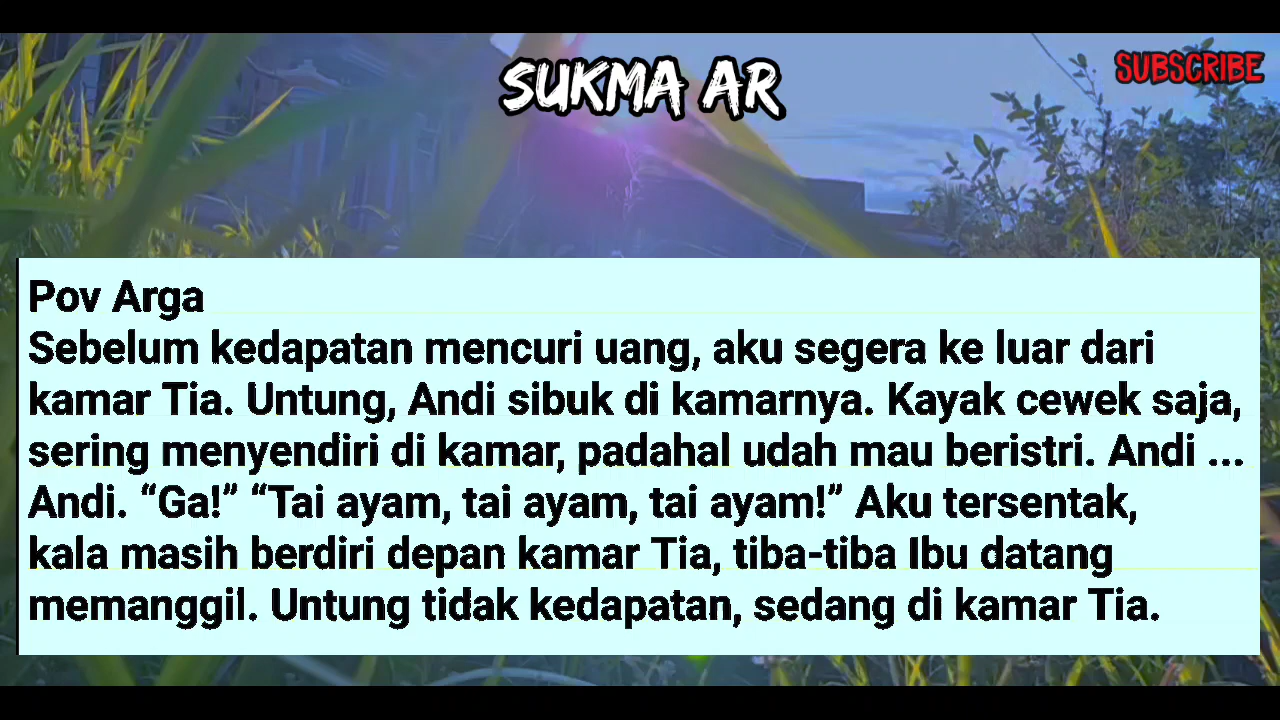 SUKMA AR
SUBSCRIBE
Pov Arga
Sebelum kedapatan mencuri uang, aku segera ke luar dari
kamar Tia. Untung, Andi sibuk di kamarnya. Kayak cewek saja,
sering menyendiri di kamar, padahal udah mau beristri. Andi ...
Andi. “Ga!” “Tai ayam, tai ayam, tai ayam!” Aku tersentak,
kala masih berdiri depan kamar Tia, tiba-tiba Ibu datang
memanggil. Untung tidak kedapatan, sedang di kamar Tia.